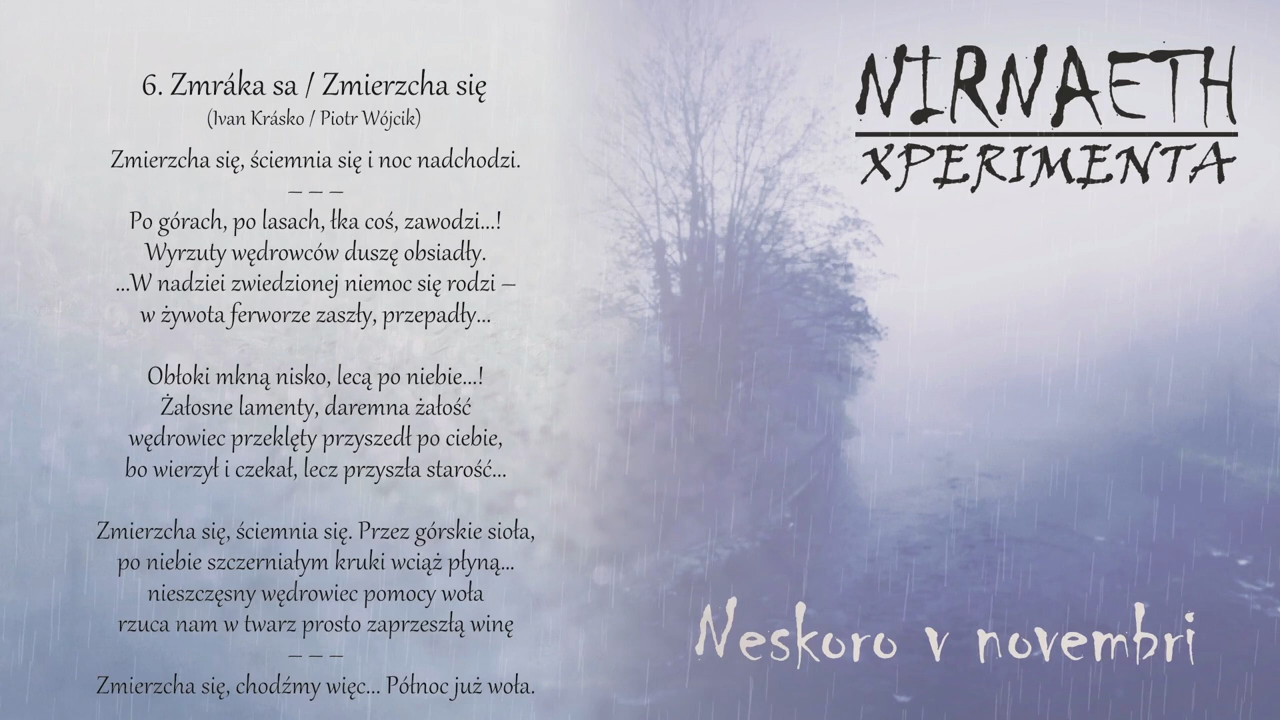 6. Zmráka sa / Zmierzcha się
(Ivan Krásko / Piotr Wójcik)
Zmierzcha się, ściemnia się i noc nadchodzi.
– – –
Po górach, po lasach, łka coś, zawodzi...!
Wyrzuty wędrowców duszę obsiadły.
...W nadziei zwiedzionej niemoc się rodzi –
w żywota ferworze zaszły, przepadły...
Obłoki mkną nisko, lecą po niebie...!
Żałosne lamenty, daremna żałość
wędrowiec przeklęty przyszedł po ciebie,
bo wierzył i czekał, lecz przyszła starość...
Zmierzcha się, ściemnia się. Przez górskie sioła,
po niebie szczerniałym kruki wciąż płyną...
nieszczęsny wędrowiec pomocy woła
rzuca nam w twarz prosto zaprzeszłą winę
– – –
Zmierzcha się, chodźmy więc... Północ już woła.
NIRNAETH
XPERIMENTA
Neskoro v novembri